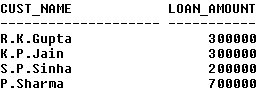 CUST_NAME LOAN_AMOUNT
-------------------- -----------
R.K.Gupta 300000
K.P.Jain 300000
S.P.Sinha 200000
P.Sharma 700000